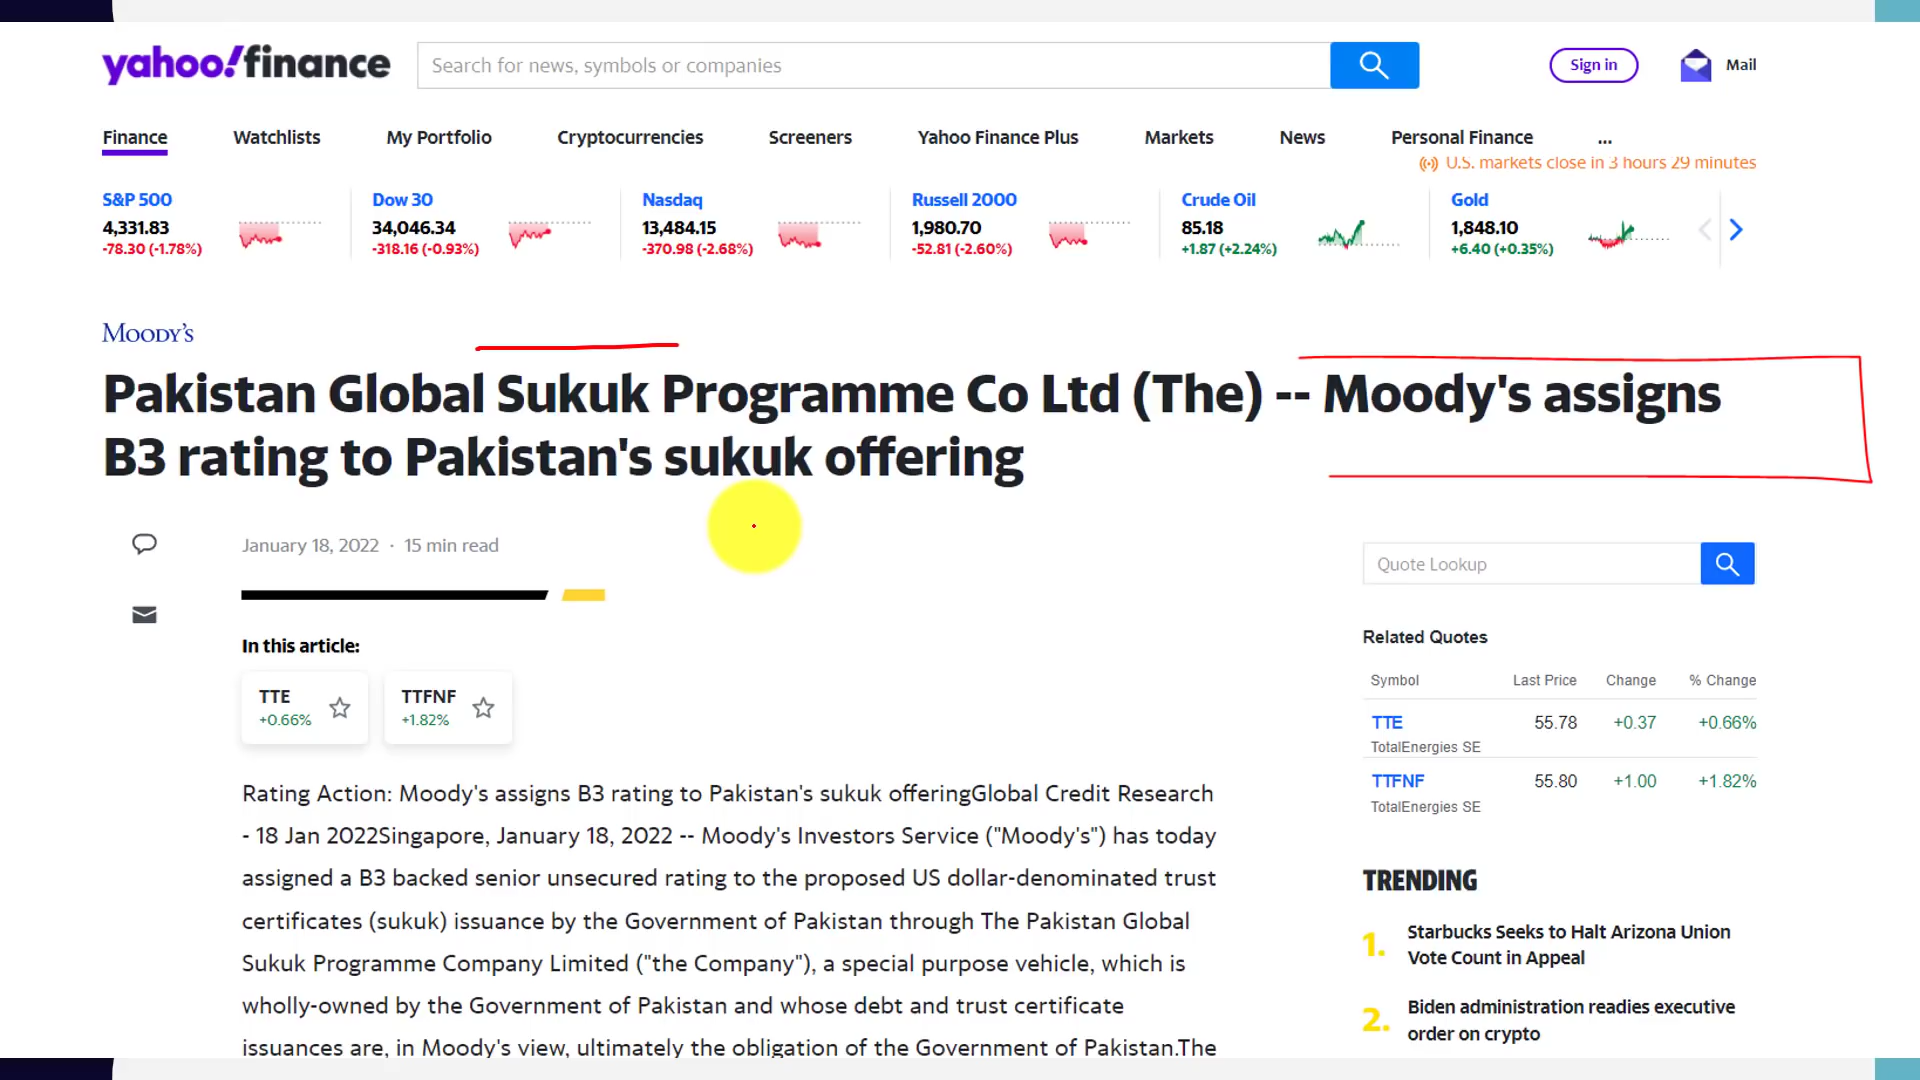 yahoo!finance
Search for news, symbols or companies
Sign in
Mail
Finance Watchlists My Portfolio Cryptocurrencies Screeners Yahoo Finance Plus Markets News Personal Finance ...
U.S. markets close in 3 hours 29 minutes
S&P 500
4,331.83
-78.30 (-1.78%)
Dow 30
34,046.34
-318.16 (-0.93%)
Nasdaq
13,484.15
-370.98 (-2.68%)
Russell 2000
1,980.70
-52.81 (-2.60%)
Crude Oil
85.18
+1.87 (+2.24%)
Gold
1,848.10
+6.40 (+0.35%)
Moody's
Pakistan Global Sukuk Programme Co Ltd (The) -- Moody's assigns
B3 rating to Pakistan's sukuk offering
January 18, 2022 · 15 min read
In this article:
TTE
+0.66%
TTFNF
+1.82%
Rating Action: Moody's assigns B3 rating to Pakistan's sukuk offeringGlobal Credit Research
- 18 Jan 2022Singapore, January 18, 2022 -- Moody's Investors Service ("Moody's") has today
assigned a B3 backed senior unsecured rating to the proposed US dollar-denominated trust
certificates (sukuk) issuance by the Government of Pakistan through The Pakistan Global
Sukuk Programme Company Limited ("the Company"), a special purpose vehicle, which is
wholly-owned by the Government of Pakistan and whose debt and trust certificate
issuances are, in Moody's view, ultimately the obligation of the Government of Pakistan.The
Quote Lookup
Related Quotes
Symbol Last Price Change % Change
TTE 55.78 +0.37 +0.66%
TotalEnergies SE
TTFNF 55.80 +1.00 +1.82%
TotalEnergies SE
TRENDING
1. Starbucks Seeks to Halt Arizona Union
Vote Count in Appeal
2. Biden administration readies executive
order on crypto